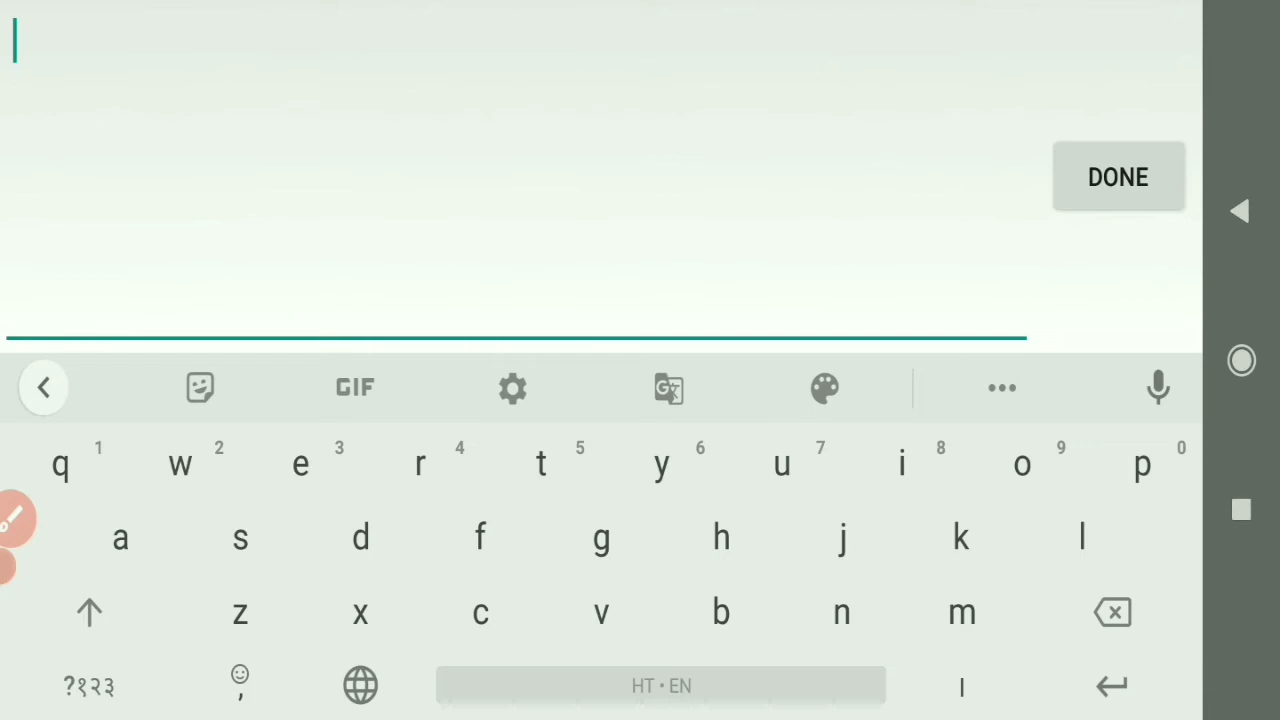 DONE
GIF
q 1 w 2 e 3 r 4 t 5 y 6 u 7 i 8 o 9 p 0
a s d f g h j k l
z x c v b n m
?१२३ , HT • EN ।